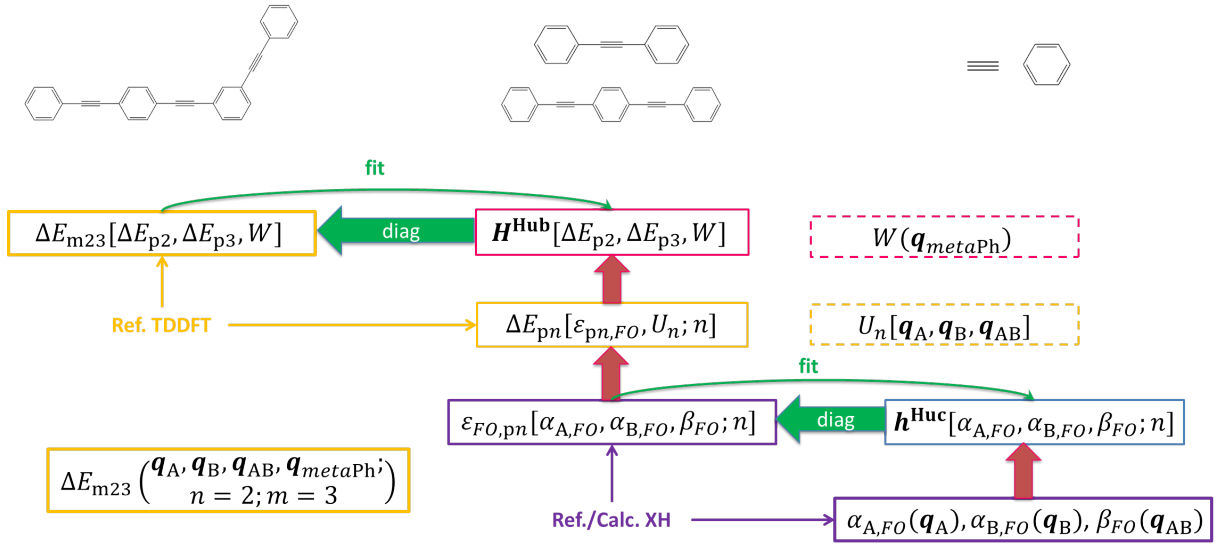 fit
ΔE_m23[ΔE_p2, ΔE_p3, W]
diag
H^Hub[ΔE_p2, ΔE_p3, W]
W(q_metaPh)
Ref. TDDFT
ΔE_pn[ε_pn,FO, U_n; n]
U_n[q_A, q_B, q_AB]
fit
ε_FO,pn[α_A,FO, α_B,FO, β_FO; n]
diag
h^Huc[α_A,FO, α_B,FO, β_FO; n]
ΔE_m23(q_A, q_B, q_AB, q_metaPh;
n = 2; m = 3)
Ref./Calc. XH
α_A,FO(q_A), α_B,FO(q_B), β_FO(q_AB)